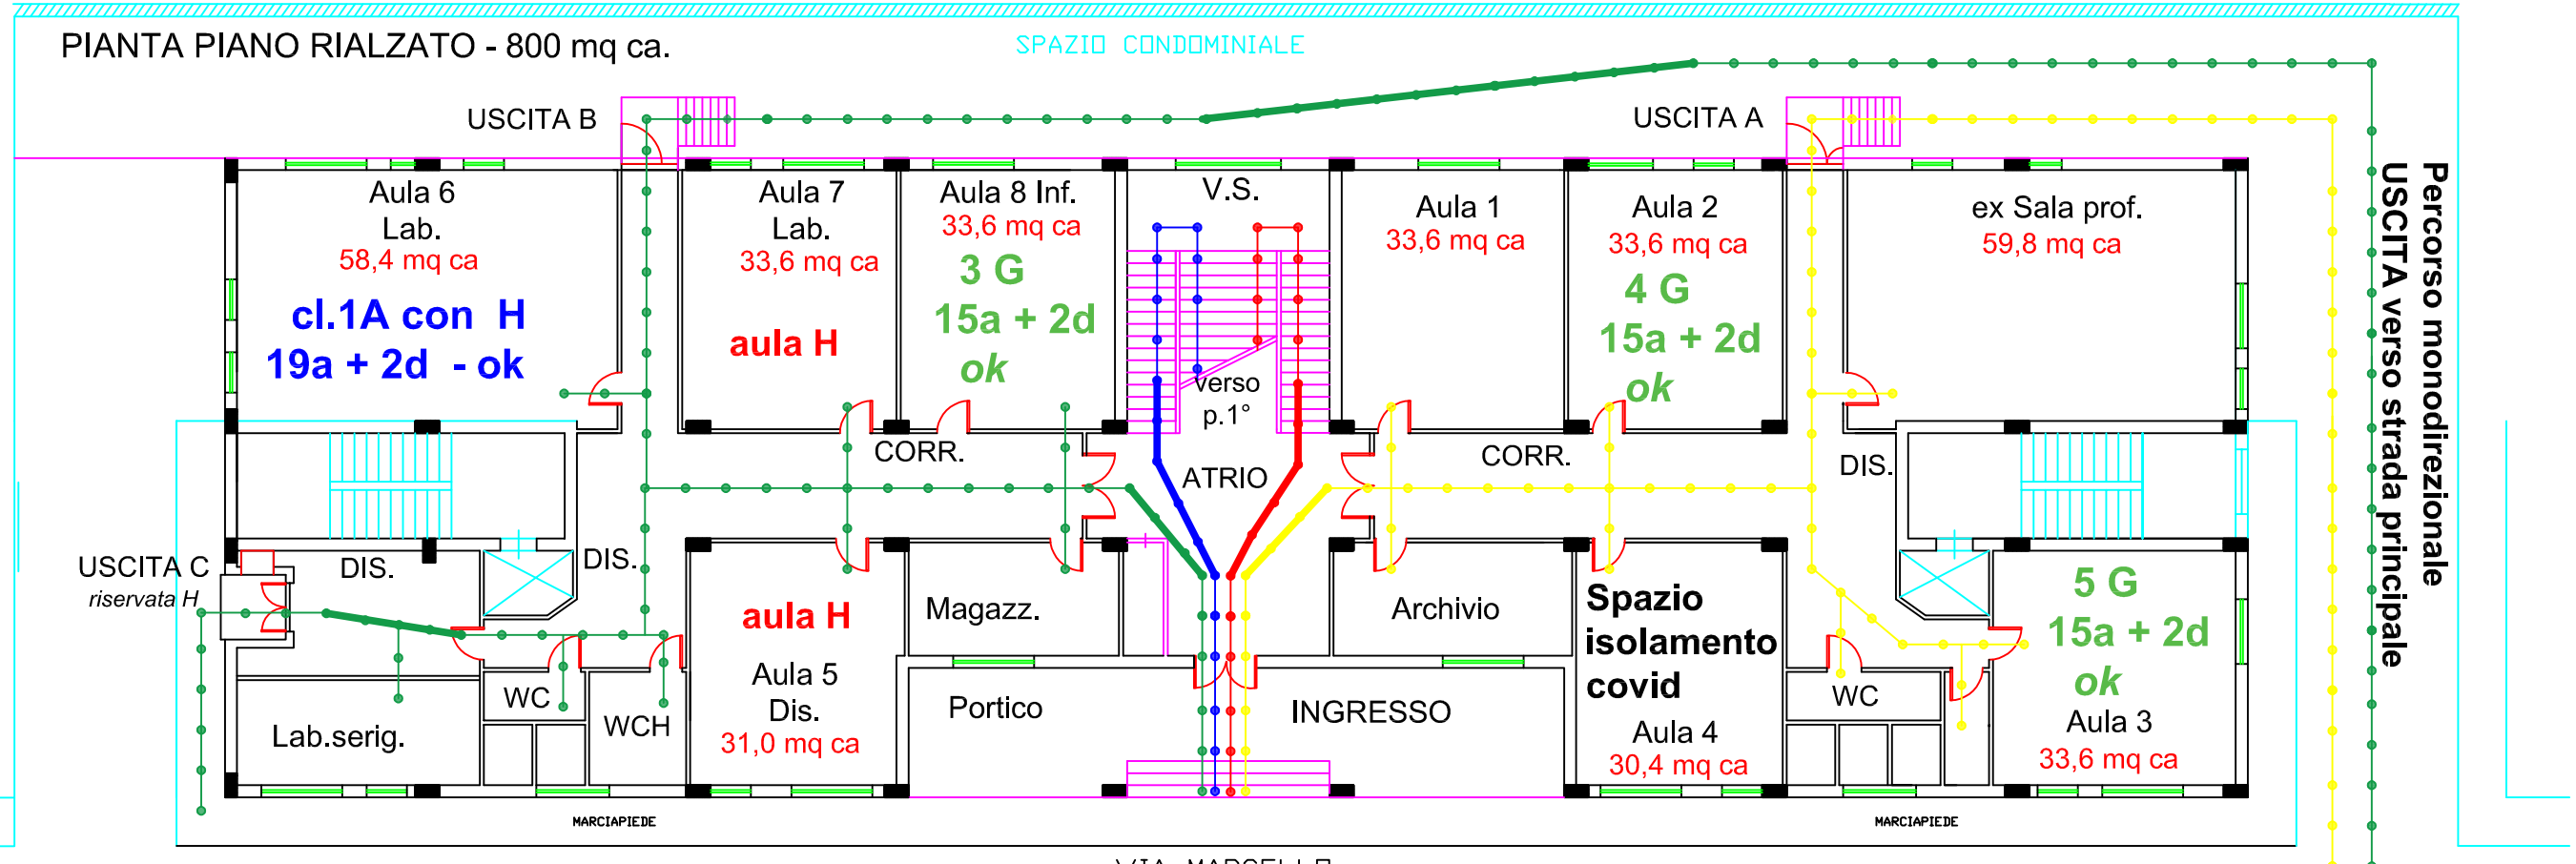 PIANTA PIANO RIALZATO - 800 mq ca.
SPAZIO CONDOMINIALE
USCITA B
USCITA A
Aula 6
Lab.
58,4 mq ca
cl.1A con H
19a + 2d - ok
Aula 7
Lab.
33,6 mq ca
aula H
Aula 8 Inf.
33,6 mq ca
3 G
15a + 2d
ok
V.S.
verso
p.1°
ATRIO
Aula 1
33,6 mq ca
Aula 2
33,6 mq ca
4 G
15a + 2d
ok
ex Sala prof.
59,8 mq ca
Percorso monodirezionale
USCITA verso strada principale
CORR.
CORR.
DIS.
USCITA C
riservata H
DIS.
DIS.
Lab.serig.
WC
WCH
aula H
Aula 5
Dis.
31,0 mq ca
Magazz.
Portico
INGRESSO
Archivio
Spazio
isolamento
covid
Aula 4
30,4 mq ca
WC
5 G
15a + 2d
ok
Aula 3
33,6 mq ca
MARCIAPIEDE
MARCIAPIEDE
VIA MARCELLO